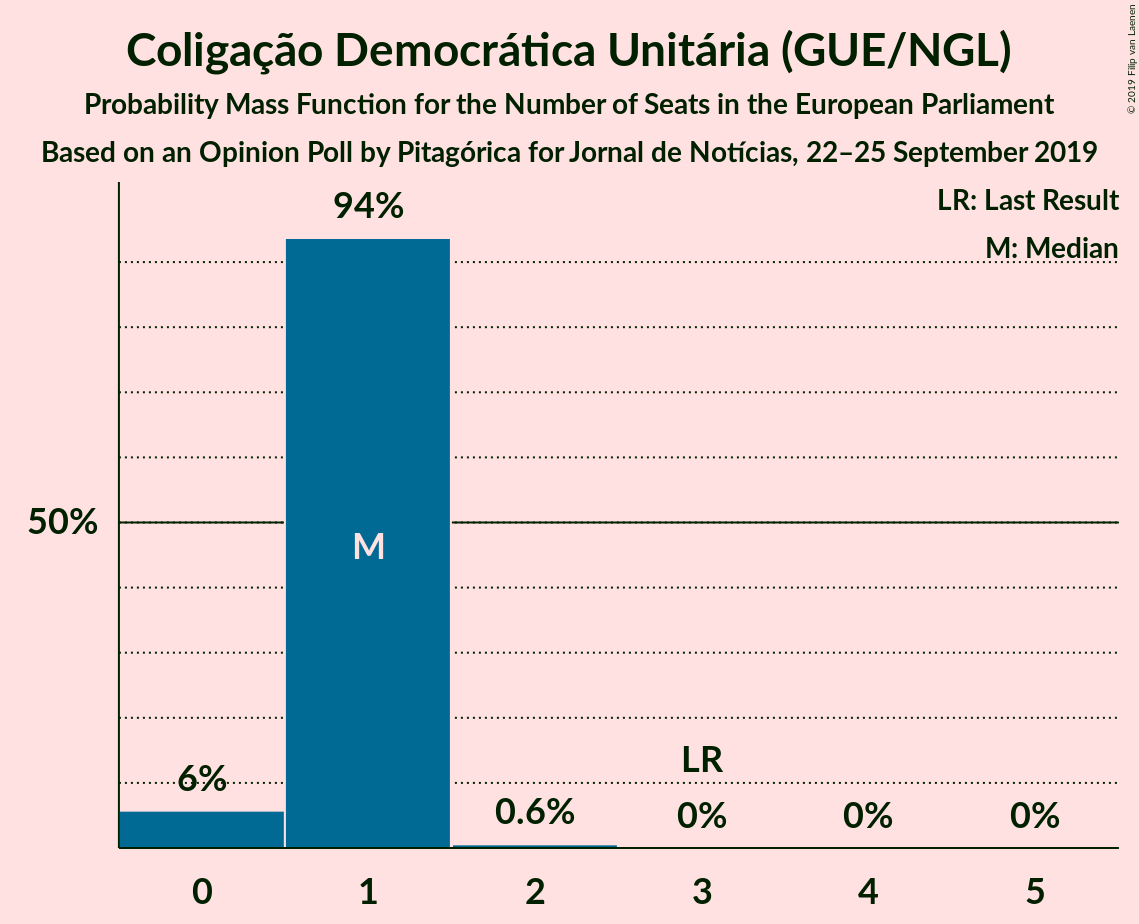 Coligação Democrática Unitária (GUE/NGL)
Probability Mass Function for the Number of Seats in the European Parliament
Based on an Opinion Poll by Pitagórica for Jornal de Notícias, 22–25 September 2019
© 2019 Filip van Laenen
LR: Last Result
M: Median
94%
50%
M
6%
0.6%
LR
0%
0%
0%
0 1 2 3 4 5